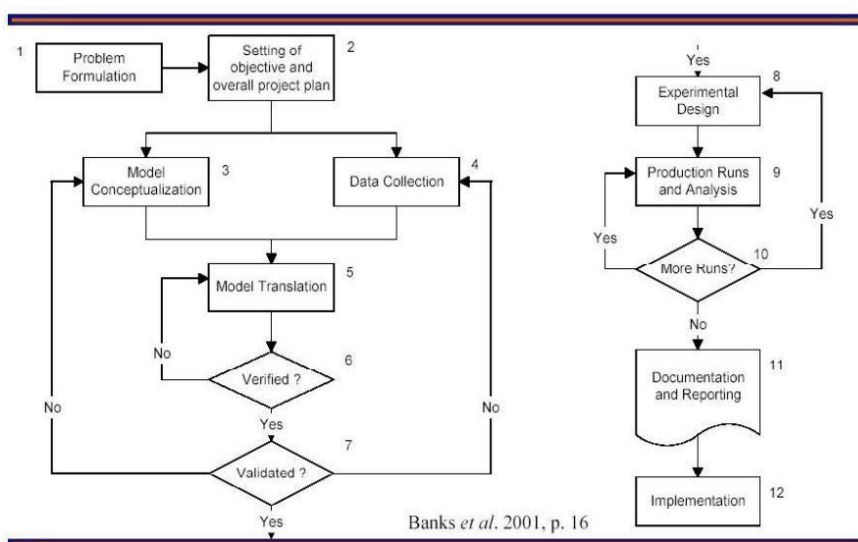 1
Problem
Formulation
2
Setting of
objective and
overall project plan
3
Model
Conceptualization
4
Data Collection
5
Model Translation
No
6
Verified ?
Yes
No
No
7
Validated ?
Yes
Yes
8
Experimental
Design
9
Production Runs
and Analysis
Yes
Yes
10
More Runs?
No
11
Documentation
and Reporting
12
Implementation
Banks et al. 2001, p. 16